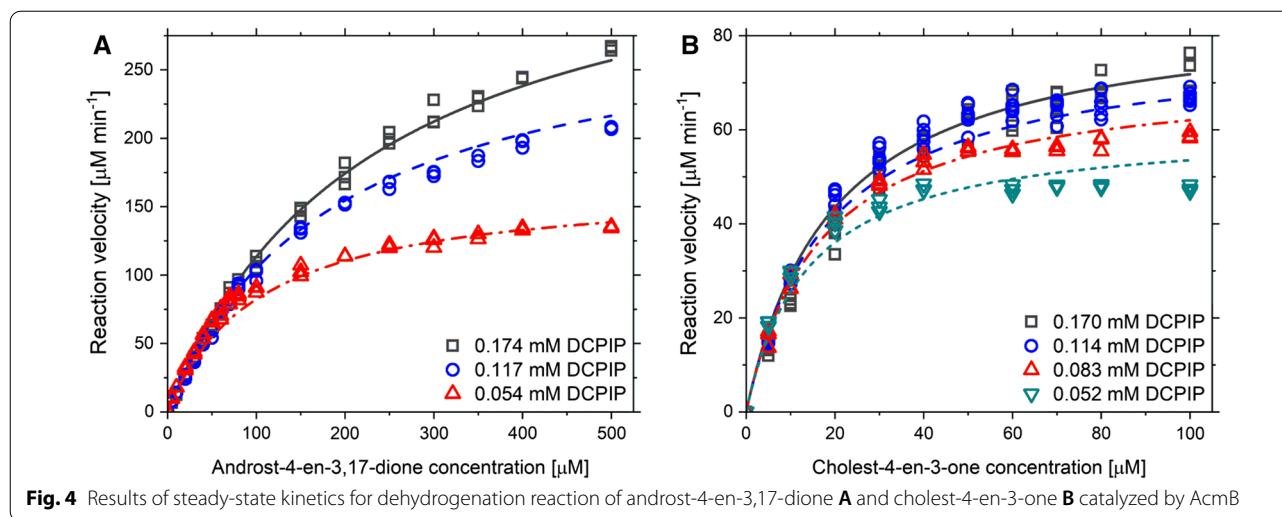 A
Reaction velocity [µM min⁻¹]
250
200
150
100
50
0
0 100 200 300 400 500
Androst-4-en-3,17-dione concentration [µM]
0.174 mM DCPIP
0.117 mM DCPIP
0.054 mM DCPIP
B
Reaction velocity [µM min⁻¹]
80
60
40
20
0
0 20 40 60 80 100
Cholest-4-en-3-one concentration [µM]
0.170 mM DCPIP
0.114 mM DCPIP
0.083 mM DCPIP
0.052 mM DCPIP
Fig. 4 Results of steady-state kinetics for dehydrogenation reaction of androst-4-en-3,17-dione A and cholest-4-en-3-one B catalyzed by AcmB